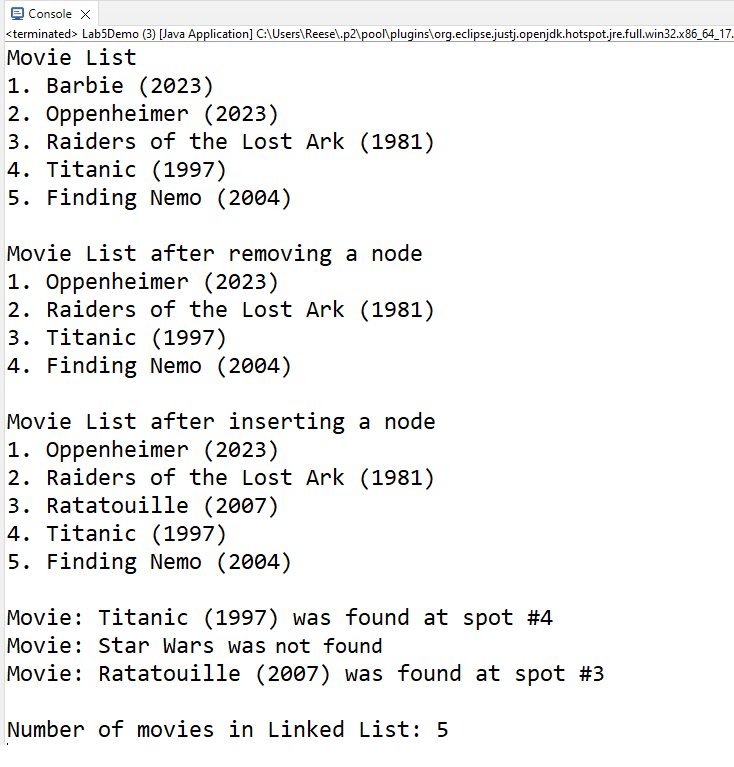 Console
<terminated> Lab5Demo (3) [Java Application] C:\Users\Reese\.p2\pool\plugins\org.eclipse.justj.openjdk.hotspot.jre.full.win32.x86_64_17.
Movie List
1. Barbie (2023)
2. Oppenheimer (2023)
3. Raiders of the Lost Ark (1981)
4. Titanic (1997)
5. Finding Nemo (2004)
Movie List after removing a node
1. Oppenheimer (2023)
2. Raiders of the Lost Ark (1981)
3. Titanic (1997)
4. Finding Nemo (2004)
Movie List after inserting a node
1. Oppenheimer (2023)
2. Raiders of the Lost Ark (1981)
3. Ratatouille (2007)
4. Titanic (1997)
5. Finding Nemo (2004)
Movie: Titanic (1997) was found at spot #4
Movie: Star Wars was not found
Movie: Ratatouille (2007) was found at spot #3
Number of movies in Linked List: 5